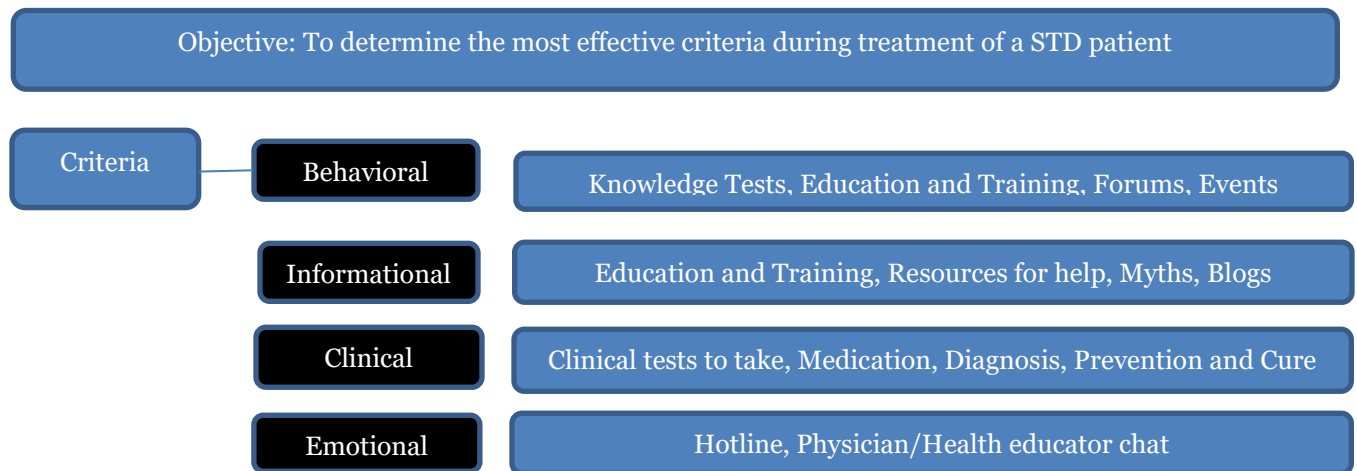 Objective: To determine the most effective criteria during treatment of a STD patient
Criteria
Behavioral
Knowledge Tests, Education and Training, Forums, Events
Informational
Education and Training, Resources for help, Myths, Blogs
Clinical
Clinical tests to take, Medication, Diagnosis, Prevention and Cure
Emotional
Hotline, Physician/Health educator chat